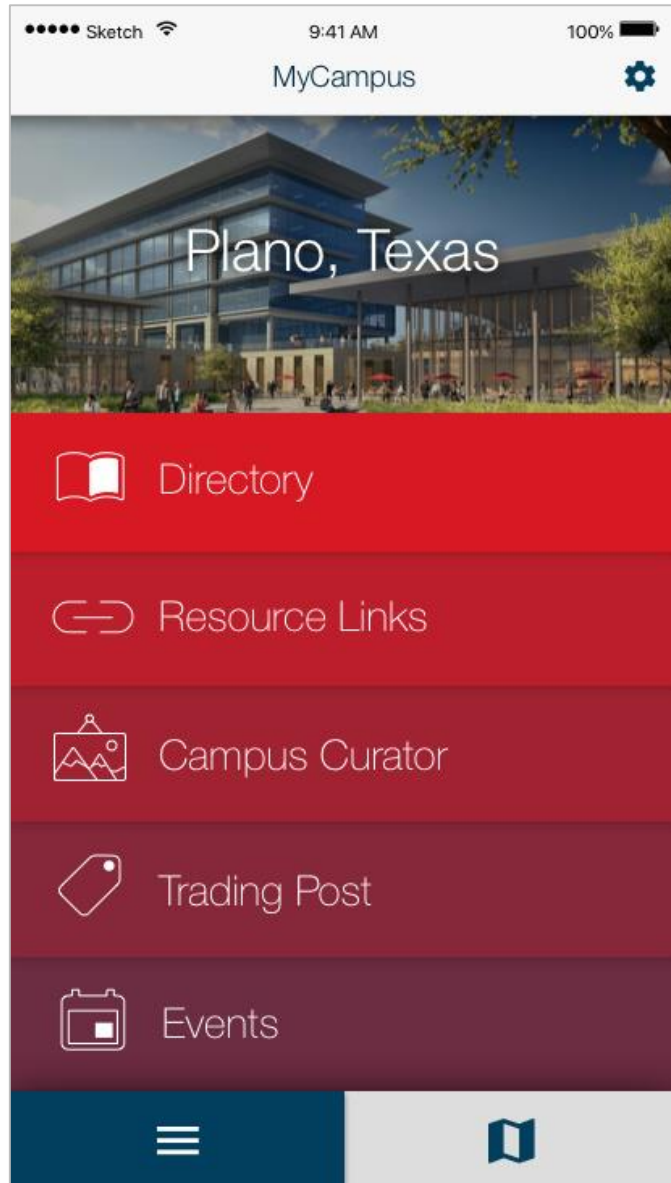 Sketch 9:41 AM 100%
MyCampus
Plano, Texas
Directory
Resource Links
Campus Curator
Trading Post
Events